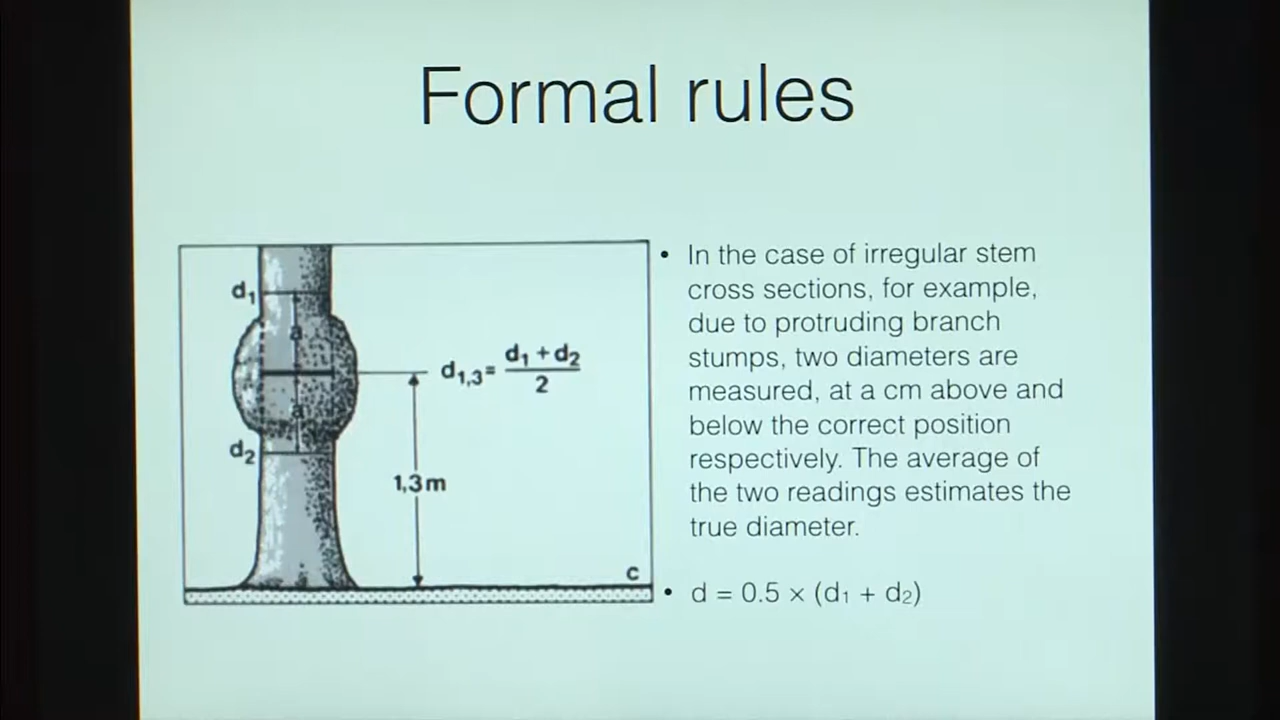 Formal rules
d₁
a
d₁,₃= d₁ + d₂
2
a
d₂
1,3m
c
• In the case of irregular stem
cross sections, for example,
due to protruding branch
stumps, two diameters are
measured, at a cm above and
below the correct position
respectively. The average of
the two readings estimates the
true diameter.
• d = 0.5 × (d₁ + d₂)